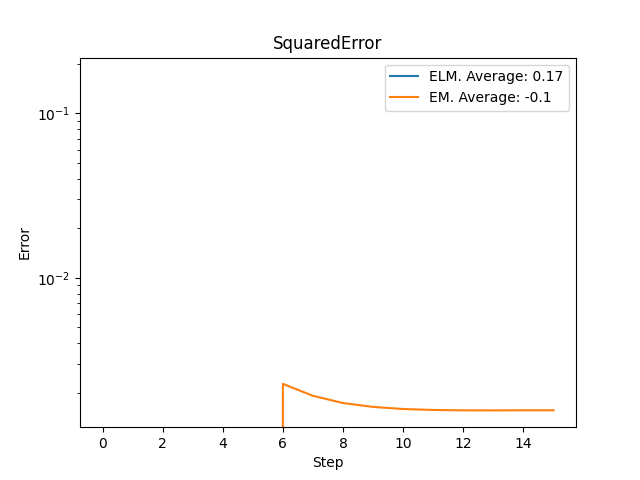 SquaredError
ELM. Average: 0.17
EM. Average: -0.1
Error
10⁻¹
10⁻²
0 2 4 6 8 10 12 14
Step